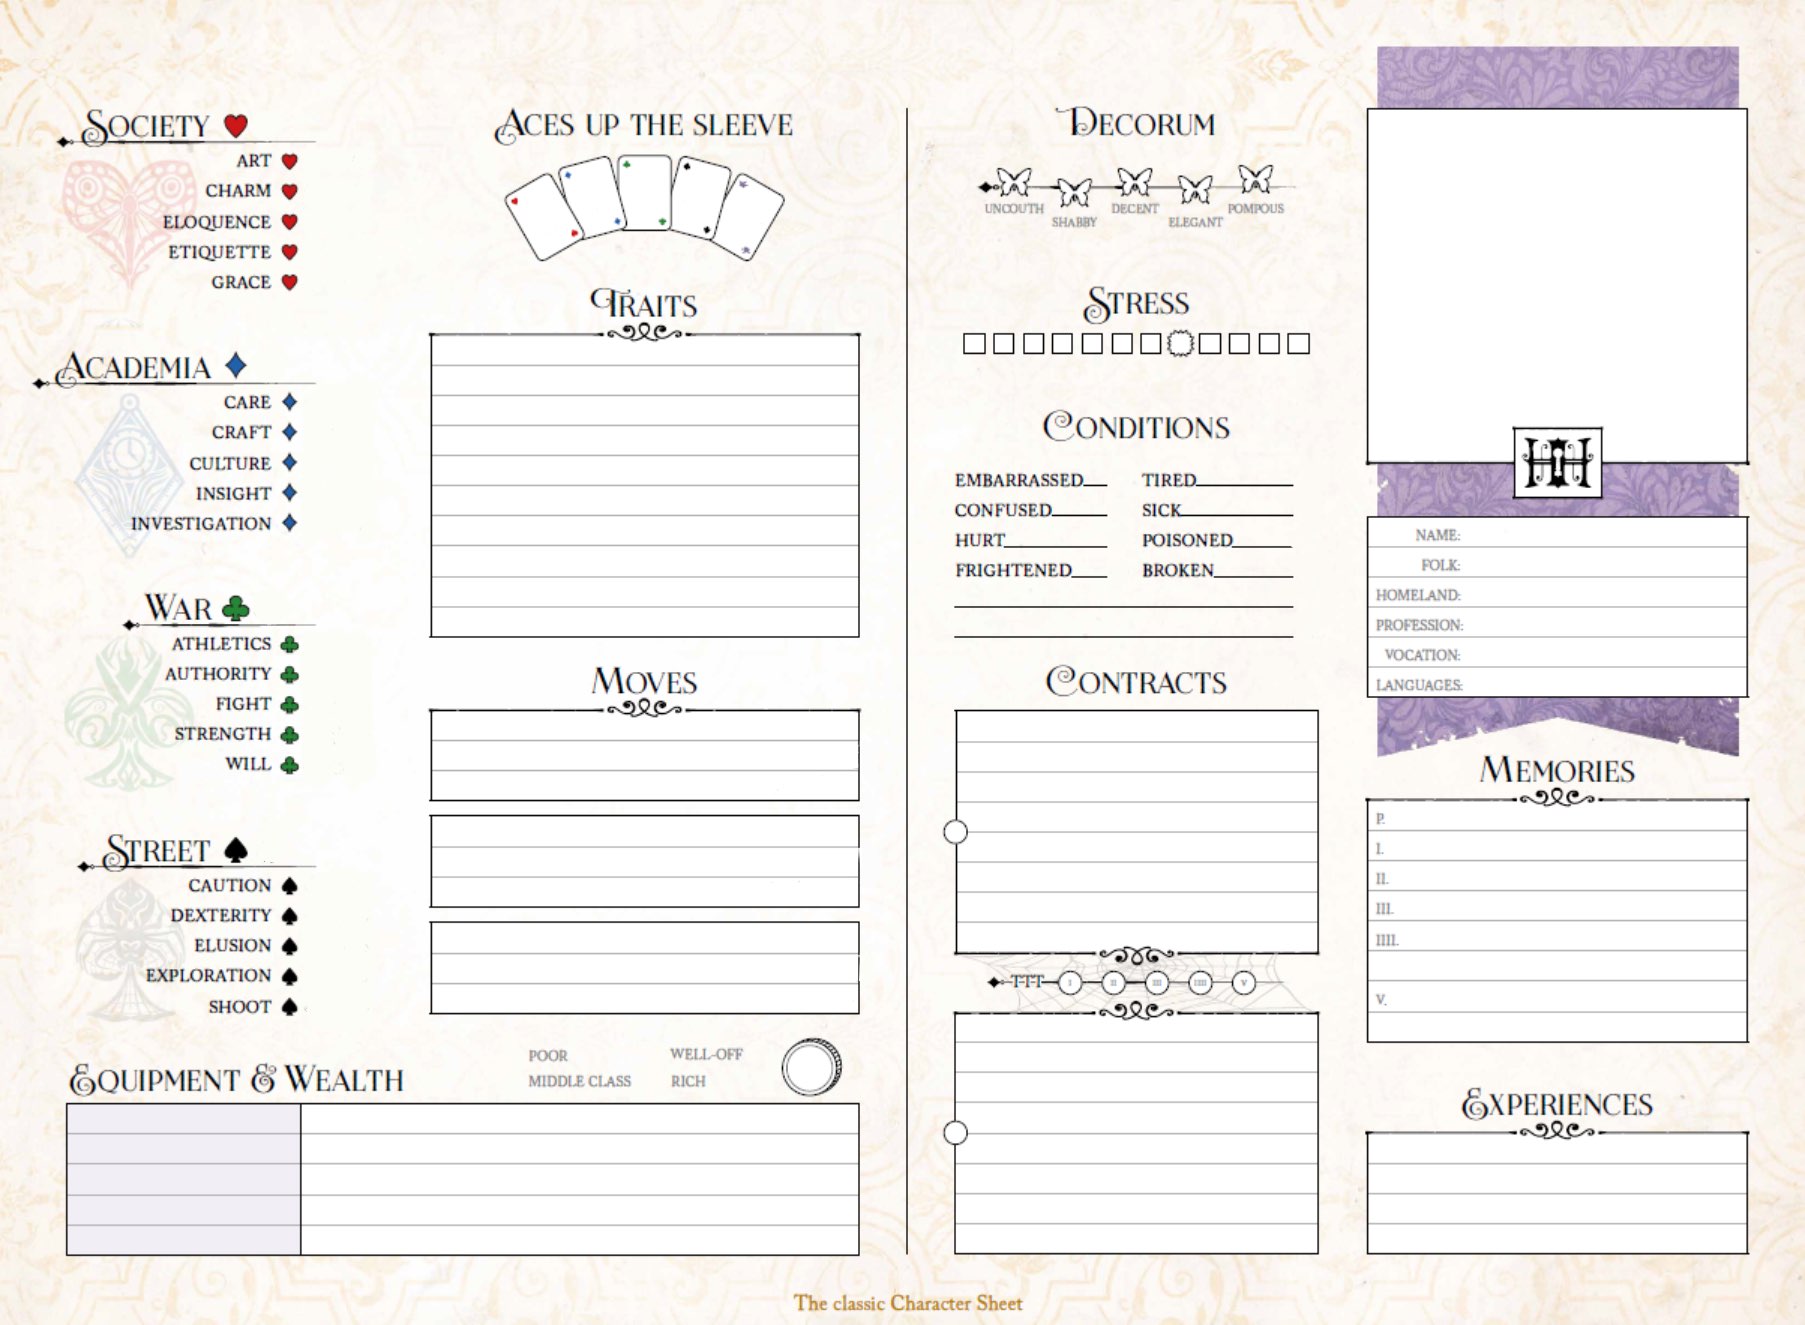 SOCIETY
ART
CHARM
ELOQUENCE
ETIQUETTE
GRACE
ACADEMIA
CARE
CRAFT
CULTURE
INSIGHT
INVESTIGATION
WAR
ATHLETICS
AUTHORITY
FIGHT
STRENGTH
WILL
STREET
CAUTION
DEXTERITY
ELUSION
EXPLORATION
SHOOT
ACES UP THE SLEEVE
TRAITS
MOVES
EQUIPMENT & WEALTH
POOR WELL-OFF
MIDDLE CLASS RICH
DECORUM
UNCOUTH DECENT POMPOUS
SHABBY ELEGANT
STRESS
CONDITIONS
EMBARRASSED TIRED
CONFUSED SICK
HURT POISONED
FRIGHTENED BROKEN
CONTRACTS
TTT I II III IIII V
HH
NAME:
FOLK:
HOMELAND:
PROFESSION:
VOCATION:
LANGUAGES:
MEMORIES
P.
I.
II.
III.
IIII.
V.
EXPERIENCES
The classic Character Sheet